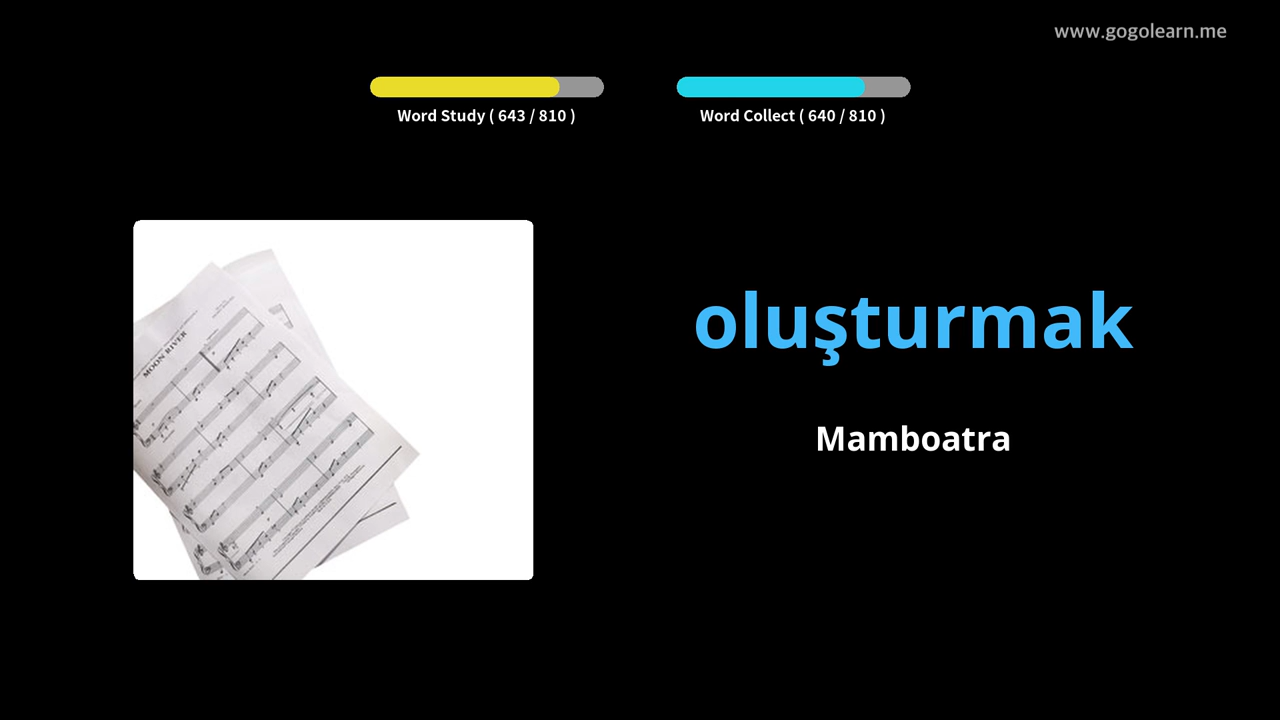 www.gogolearn.me
Word Study ( 643 / 810 )
Word Collect ( 640 / 810 )
MOON RIVER
oluşturmak
Mamboatra